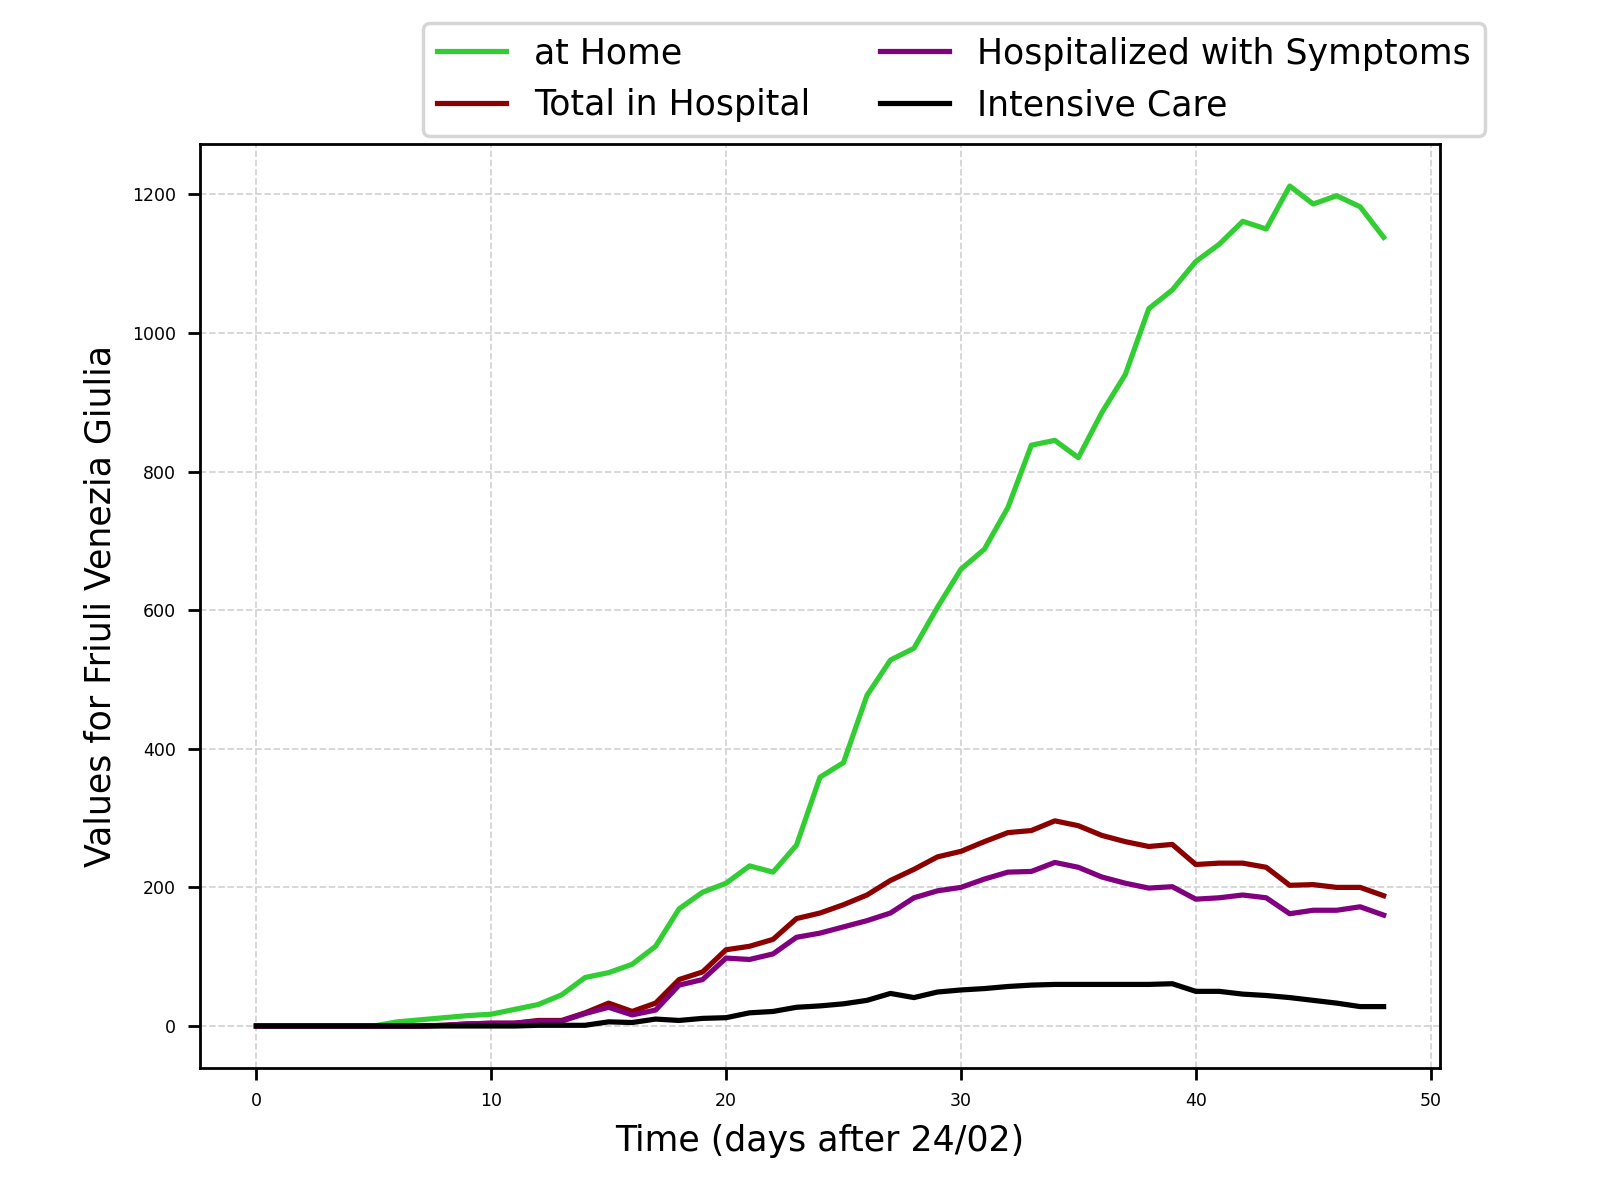 at Home
Total in Hospital
Hospitalized with Symptoms
Intensive Care
Values for Friuli Venezia Giulia
1200
1000
800
600
400
200
0
0 10 20 30 40 50
Time (days after 24/02)